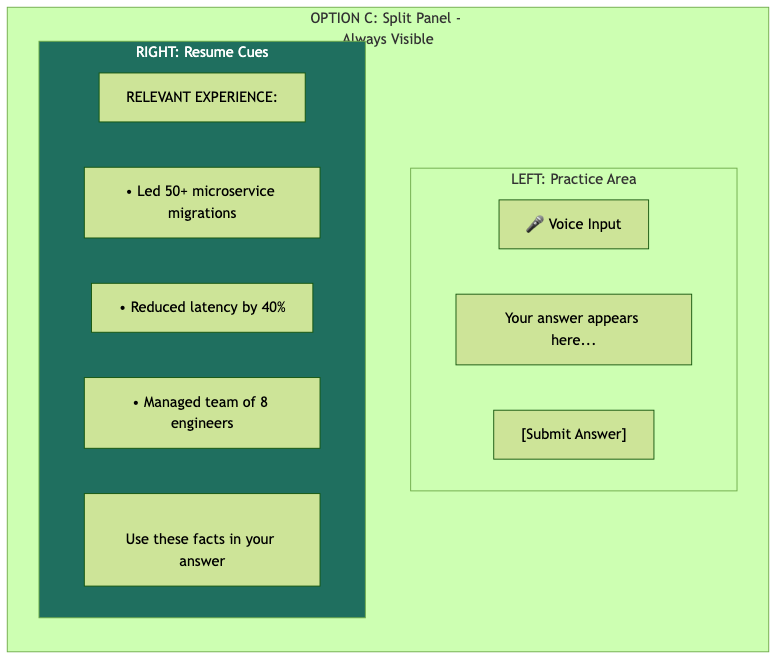 OPTION C: Split Panel -
Always Visible
RIGHT: Resume Cues
RELEVANT EXPERIENCE:
• Led 50+ microservice
migrations
• Reduced latency by 40%
• Managed team of 8
engineers
Use these facts in your
answer
LEFT: Practice Area
🎤 Voice Input
Your answer appears
here...
[Submit Answer]